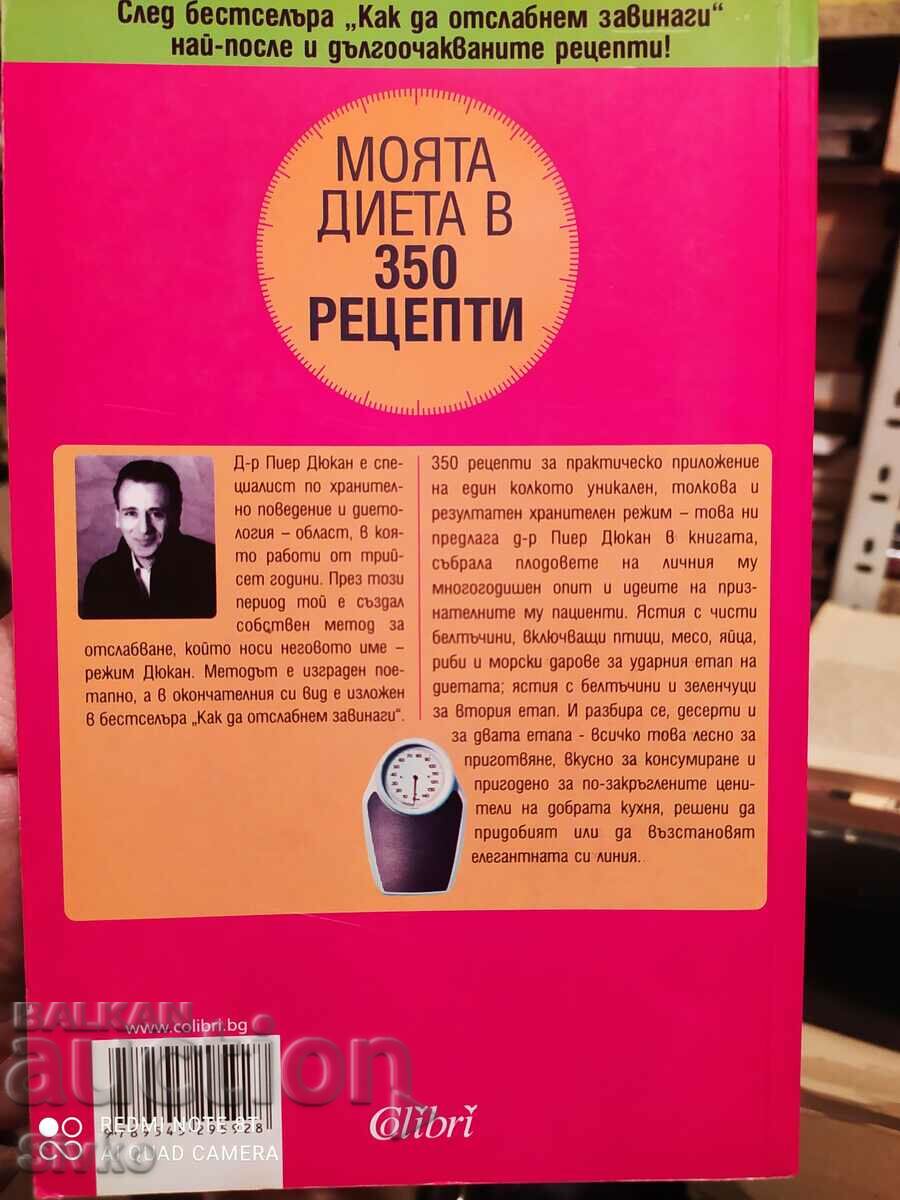 След бестселъра „Как да отслабнем завинаги“
най-после и дългоочакваните рецепти!
МОЯТА
ДИЕТА В
350
РЕЦЕПТИ
Д-р Пиер Дюкан е спе-
циалист по хранител-
но поведение и дието-
логия – област, в коя-
то работи от трий-
сет години. През този
период той е създал
собствен метод за
отслабване, който носи неговото име –
режим Дюкан. Методът е изграден пое-
тапно, а в окончателния си вид е изложен
в бестселъра „Как да отслабнем завинаги“.
350 рецепти за практическо приложение
на един колкото уникален, толкова и
резултатен хранителен режим – това ни
предлага д-р Пиер Дюкан в книгата,
събрала плодовете на личния му
многогодишен опит и идеите на приз-
нателните му пациенти. Ястия с чисти
белтъчини, включващи птици, месо, яйца,
риби и морски дарове за ударния етап на
диетата; ястия с белтъчини и зеленчуци
за втория етап. И разбира се, десерти и
за двата етапа - всичко това лесно за
приготвяне, вкусно за консумиране и
пригодено за по-закръглените цени-
тели на добрата кухня, решени да
придобият или да възстановят
елегантната си линия.
BALKAN
auction
www.colibri.bg
REDMI NOTE 8T
AI QUAD CAMERA
Sivko
Colibri